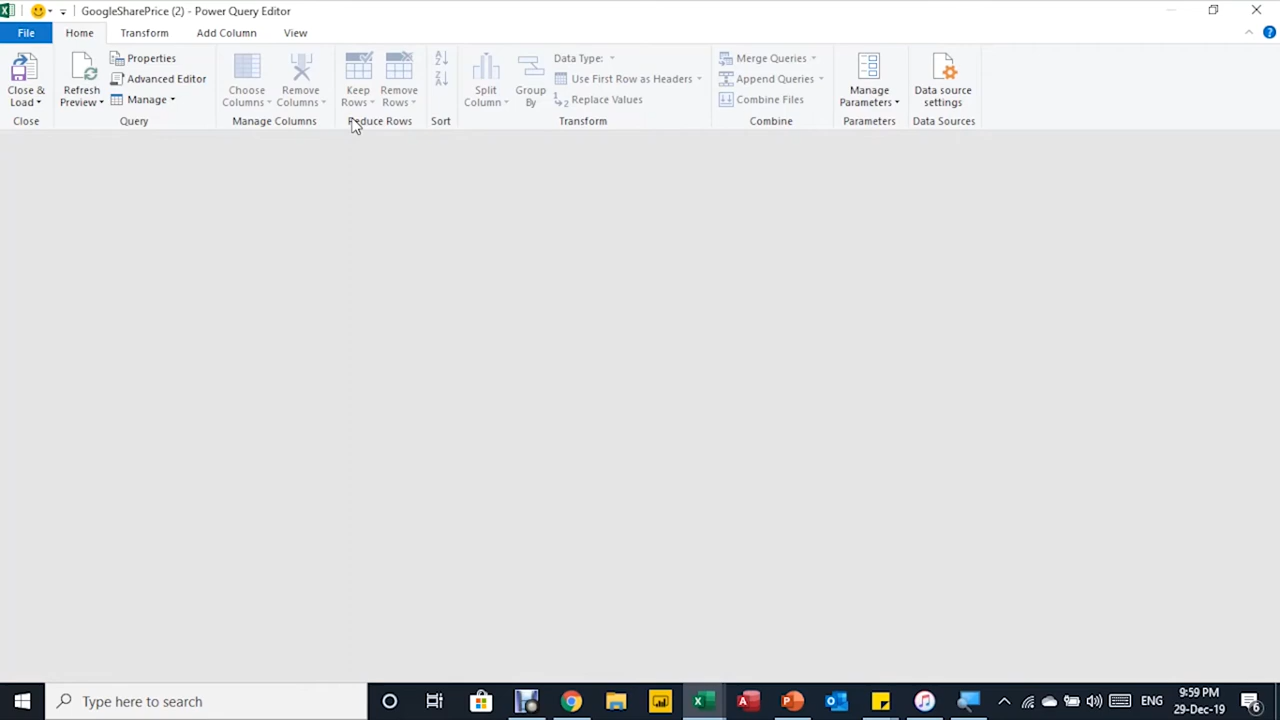 GoogleSharePrice (2) - Power Query Editor
File Home Transform Add Column View
Close & Load
Refresh Preview
Properties
Advanced Editor
Manage
Choose Columns
Remove Columns
Keep Rows
Remove Rows
Split Column
Group By
Data Type:
Use First Row as Headers
Replace Values
Merge Queries
Append Queries
Combine Files
Manage Parameters
Data source settings
Close Query Manage Columns Reduce Rows Sort Transform Combine Parameters Data Sources
Type here to search
ENG
9:59 PM
29-Dec-19
6